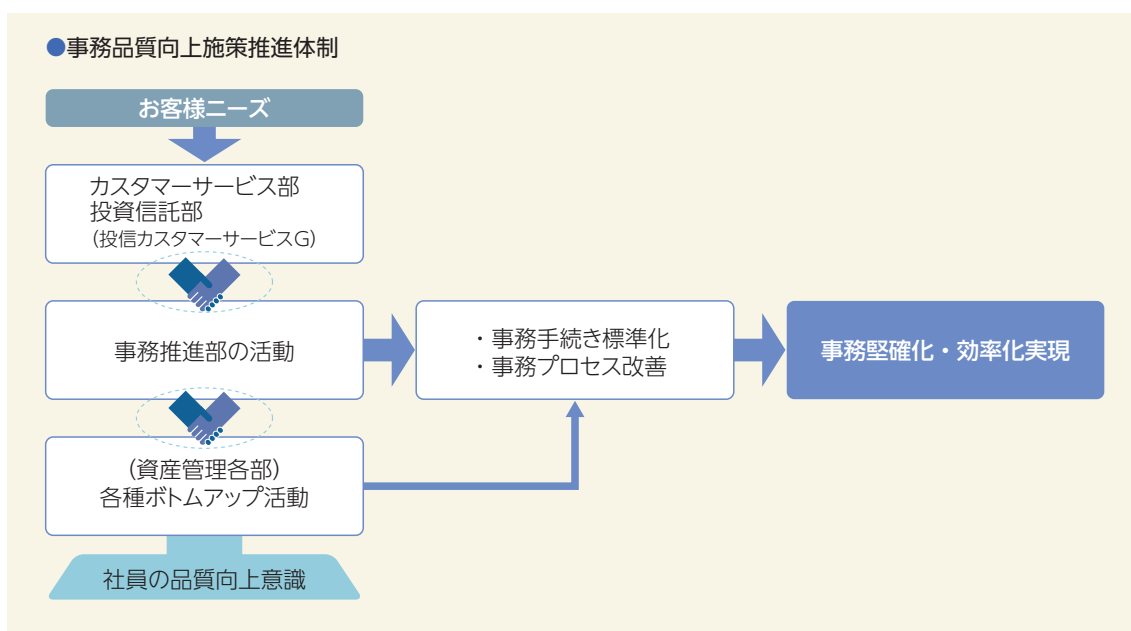 ●事務品質向上施策推進体制
お客様ニーズ
カスタマーサービス部
投資信託部
(投信カスタマーサービスG)
事務推進部の活動
・事務手続き標準化
・事務プロセス改善
事務堅確化・効率化実現
(資産管理各部)
各種ボトムアップ活動
社員の品質向上意識